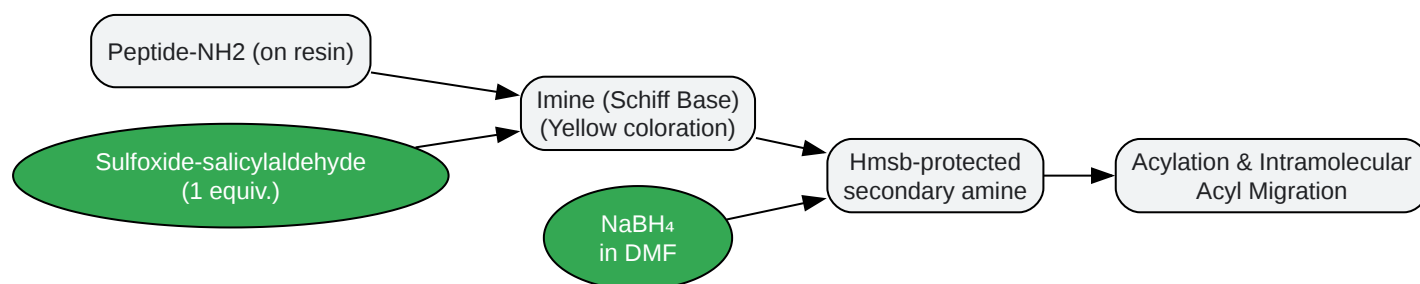 Peptide-NH2 (on resin)
Sulfoxide-salicylaldehyde
(1 equiv.)
Imine (Schiff Base)
(Yellow coloration)
NaBH₄
in DMF
Hmsb-protected
secondary amine
Acylation & Intramolecular
Acyl Migration